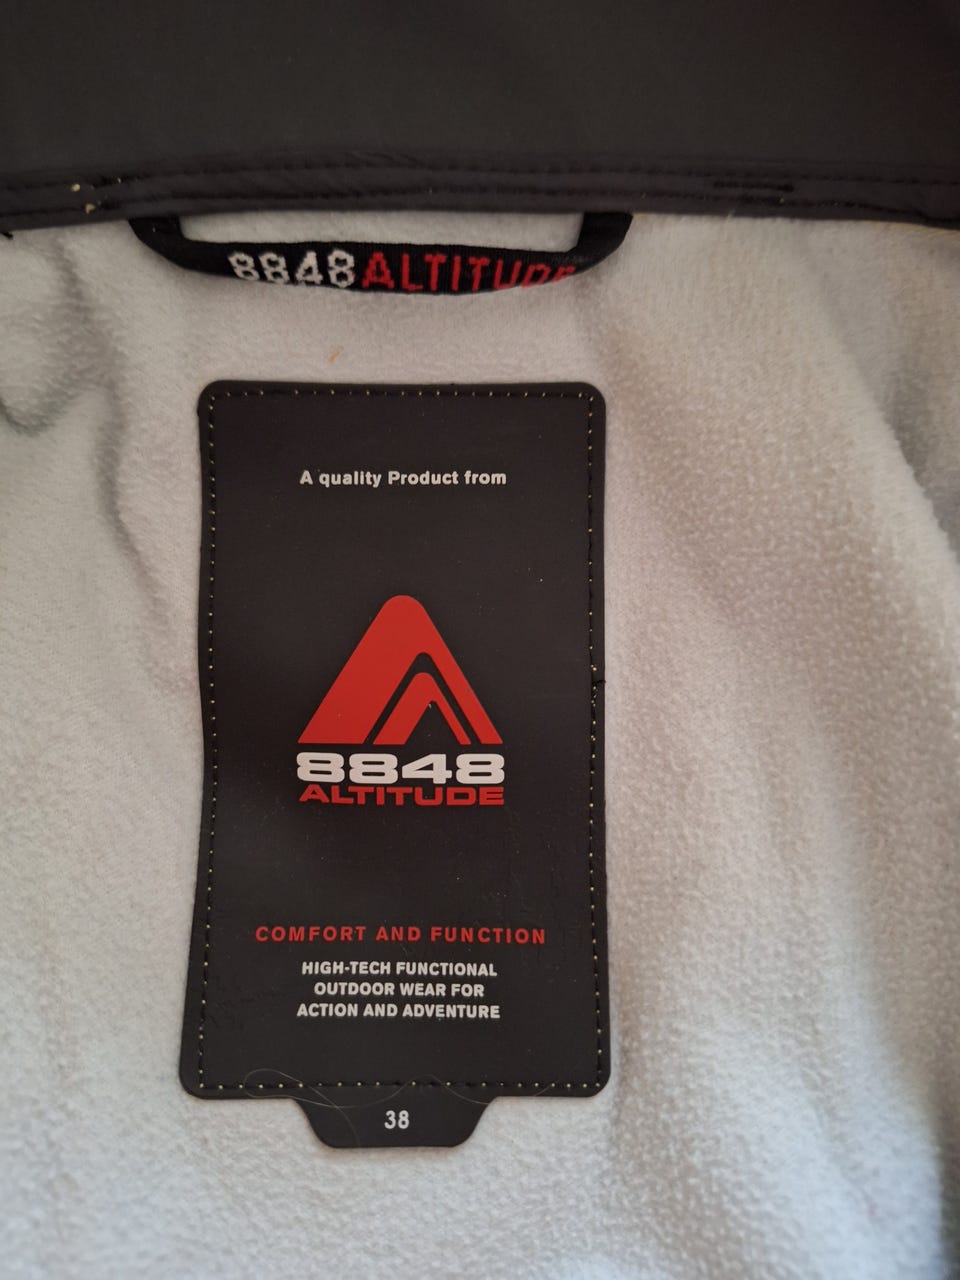 8848 ALTITUDE
A quality Product from
8848
ALTITUDE
COMFORT AND FUNCTION
HIGH-TECH FUNCTIONAL
OUTDOOR WEAR FOR
ACTION AND ADVENTURE
38